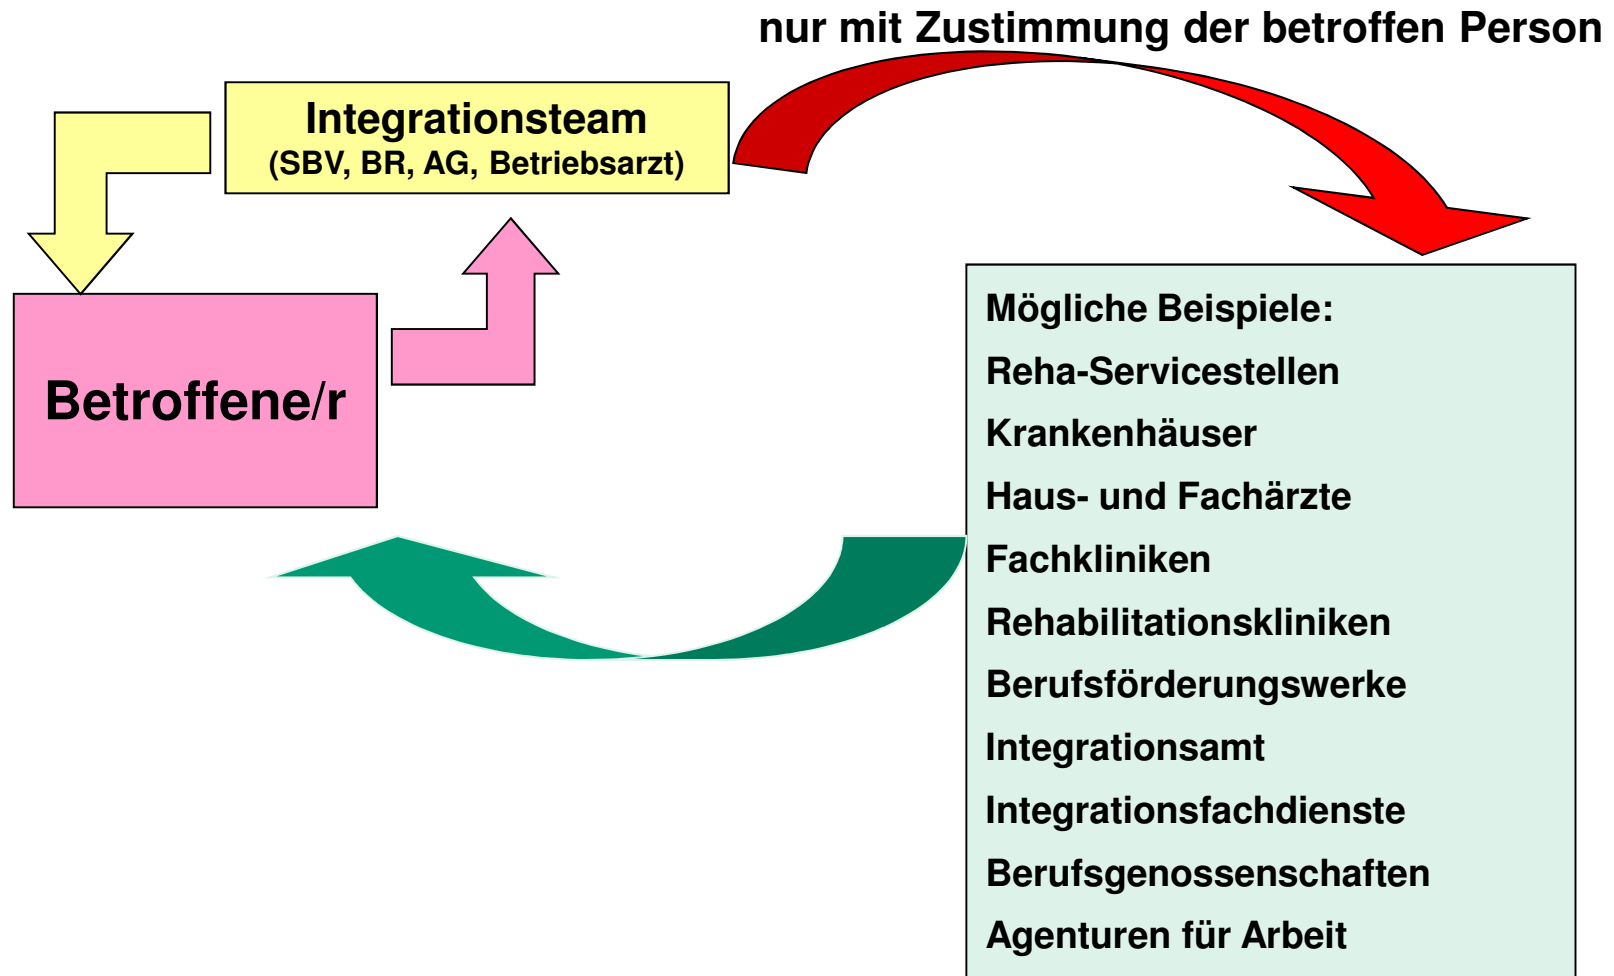 nur mit Zustimmung der betroffen Person
Integrationsteam
(SBV, BR, AG, Betriebsarzt)
Betroffene/r
Mögliche Beispiele:
Reha-Servicestellen
Krankenhäuser
Haus- und Fachärzte
Fachkliniken
Rehabilitationskliniken
Berufsförderungswerke
Integrationsamt
Integrationsfachdienste
Berufsgenossenschaften
Agenturen für Arbeit